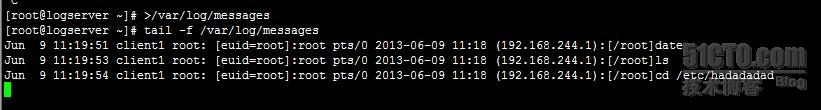 [root@logserver ~]# >/var/log/messages
[root@logserver ~]# tail -f /var/log/messages
Jun  9 11:19:51 client1 root: [euid=root]:root pts/0 2013-06-09 11:18 (192.168.244.1):[/root]date
Jun  9 11:19:53 client1 root: [euid=root]:root pts/0 2013-06-09 11:18 (192.168.244.1):[/root]ls
Jun  9 11:19:54 client1 root: [euid=root]:root pts/0 2013-06-09 11:18 (192.168.244.1):[/root]cd /etc/hadadadad
51CTO.com
技术博客 Blog